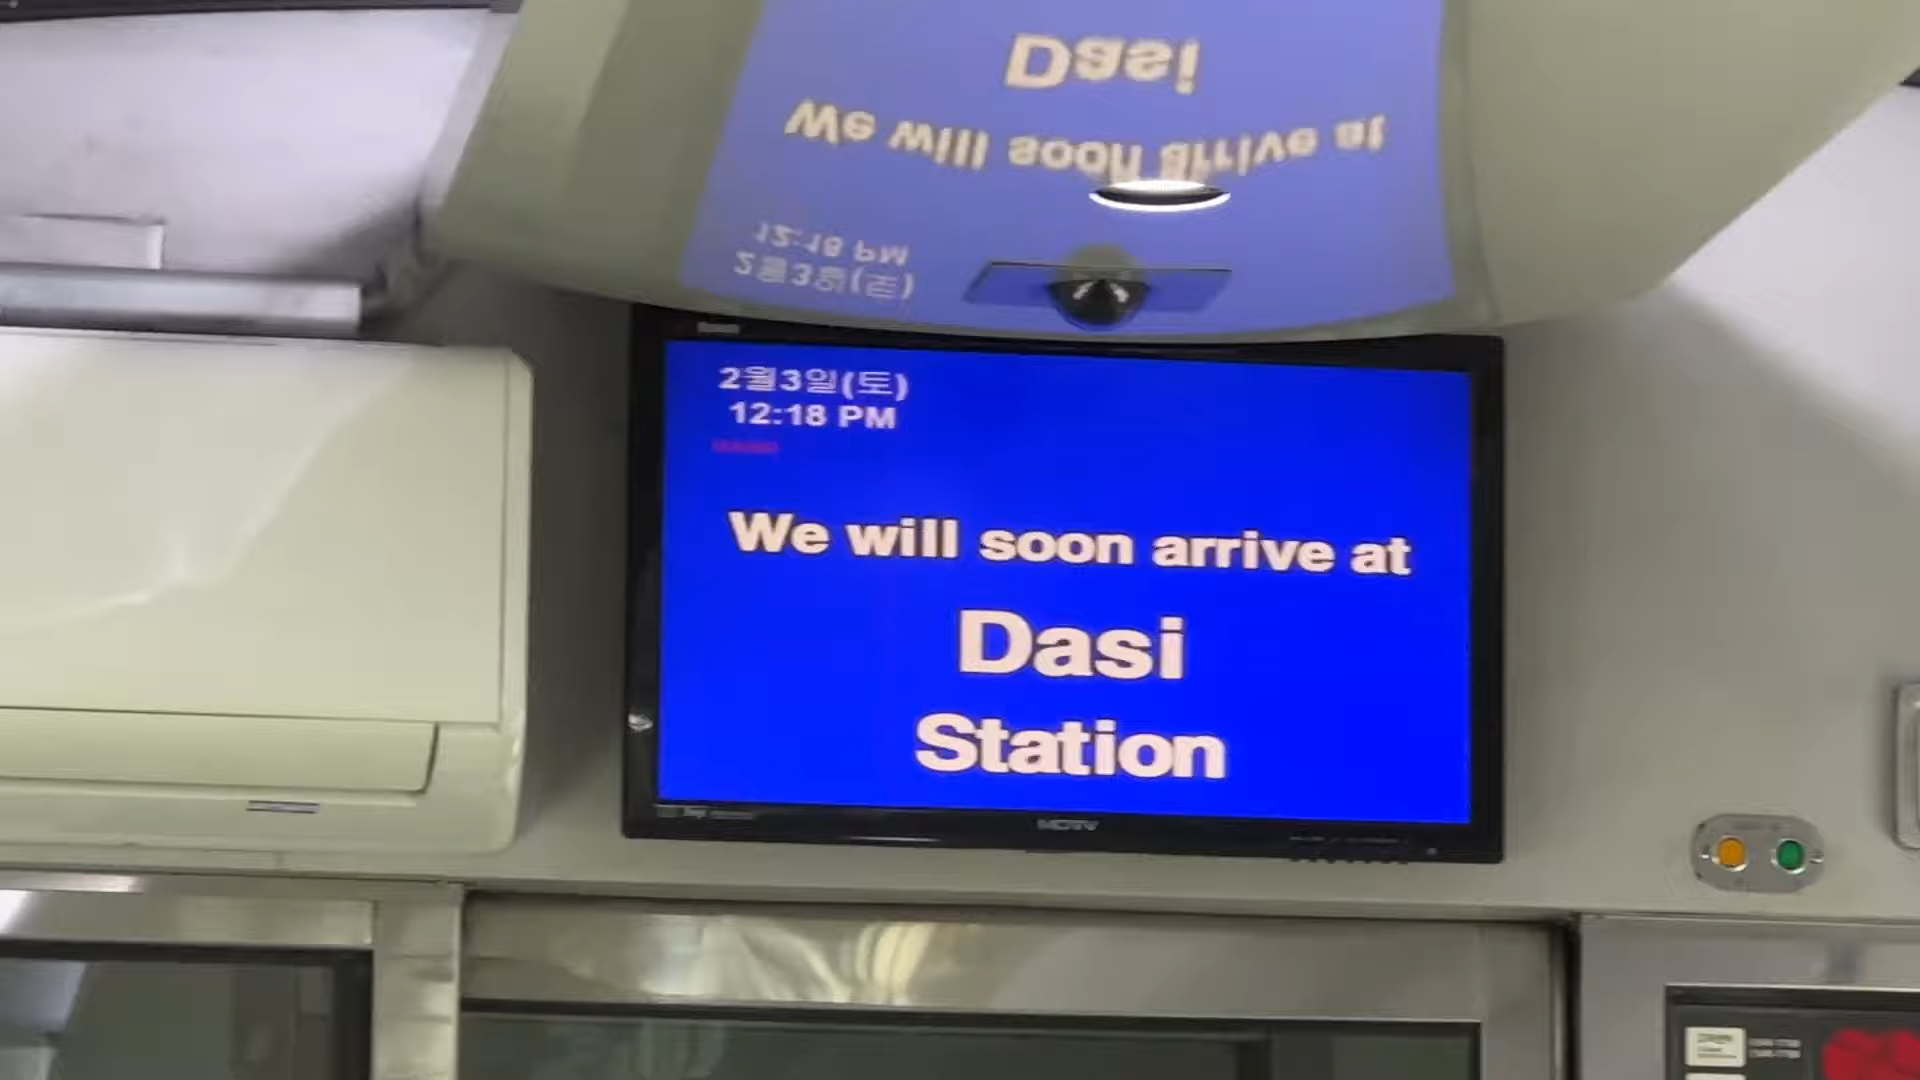 Dasi
We will soon arrive at
12:18 PM
2월3일(토)
2월3일(토)
12:18 PM
We will soon arrive at
Dasi
Station
HDTV